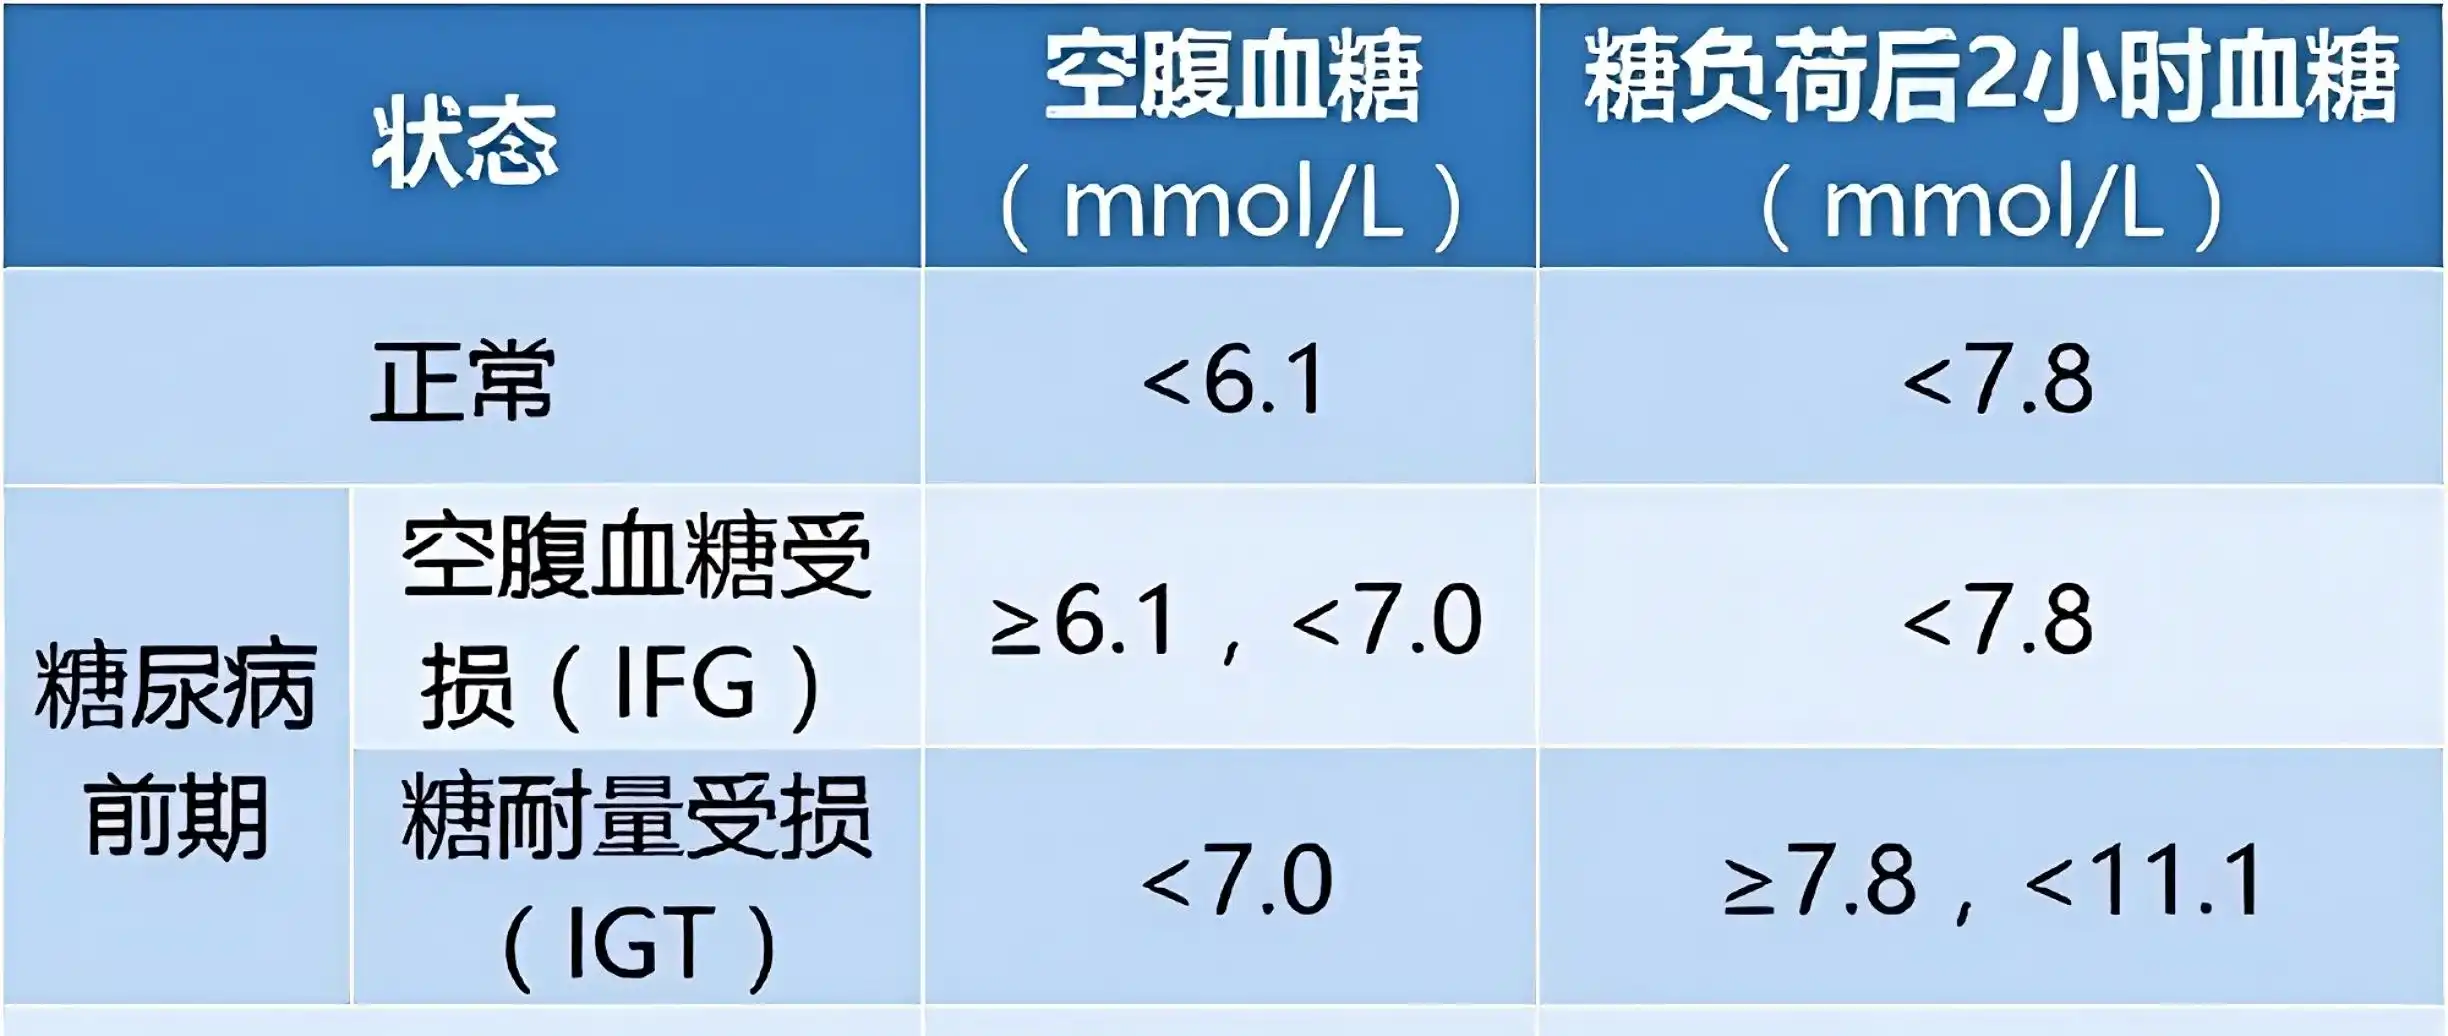 状态
空腹血糖
（mmol/L）
糖负荷后2小时血糖
（mmol/L）
正常
<6.1
<7.8
糖尿病
前期
空腹血糖受
损（IFG）
≥6.1，<7.0
<7.8
糖耐量受损
（IGT）
<7.0
≥7.8，<11.1